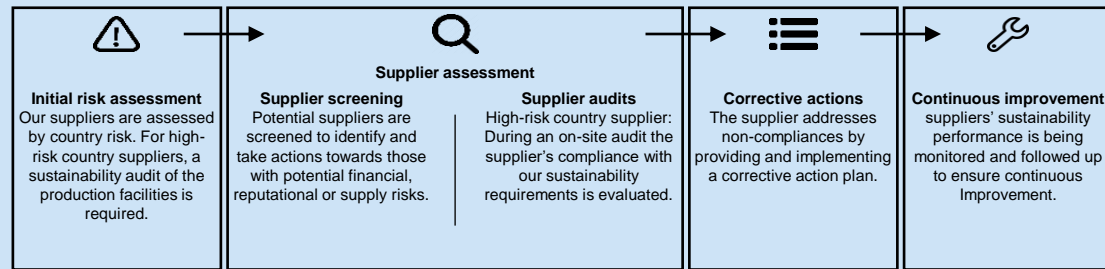 Initial risk assessment
Our suppliers are assessed
by country risk. For high-
risk country suppliers, a
sustainability audit of the
production facilities is
required.
Supplier assessment
Supplier screening
Potential suppliers are
screened to identify and
take actions towards those
with potential financial,
reputational or supply risks.
Supplier audits
High-risk country supplier:
During an on-site audit the
supplier's compliance with
our sustainability
requirements is evaluated.
Corrective actions
The supplier addresses
non-compliances by
providing and implementing
a corrective action plan.
Continuous improvement
suppliers' sustainability
performance is being
monitored and followed up
to ensure continuous
Improvement.